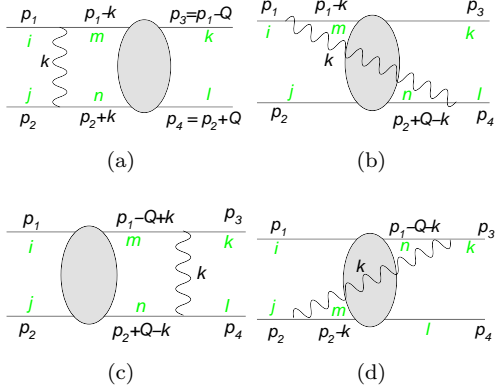 p₁ p₁–k p₃=p₁–Q
i m k
k
j n l
p₂ p₂+k p₄ = p₂+Q
(a)
p₁ p₁–k p₃
i m k
k
j n l
p₂ p₂+Q–k p₄
(b)
p₁ p₁–Q+k p₃
i m k
k
j n l
p₂ p₂+Q–k p₄
(c)
p₁ p₁–Q–k p₃
i n k
k
j m l
p₂ p₂–k p₄
(d)